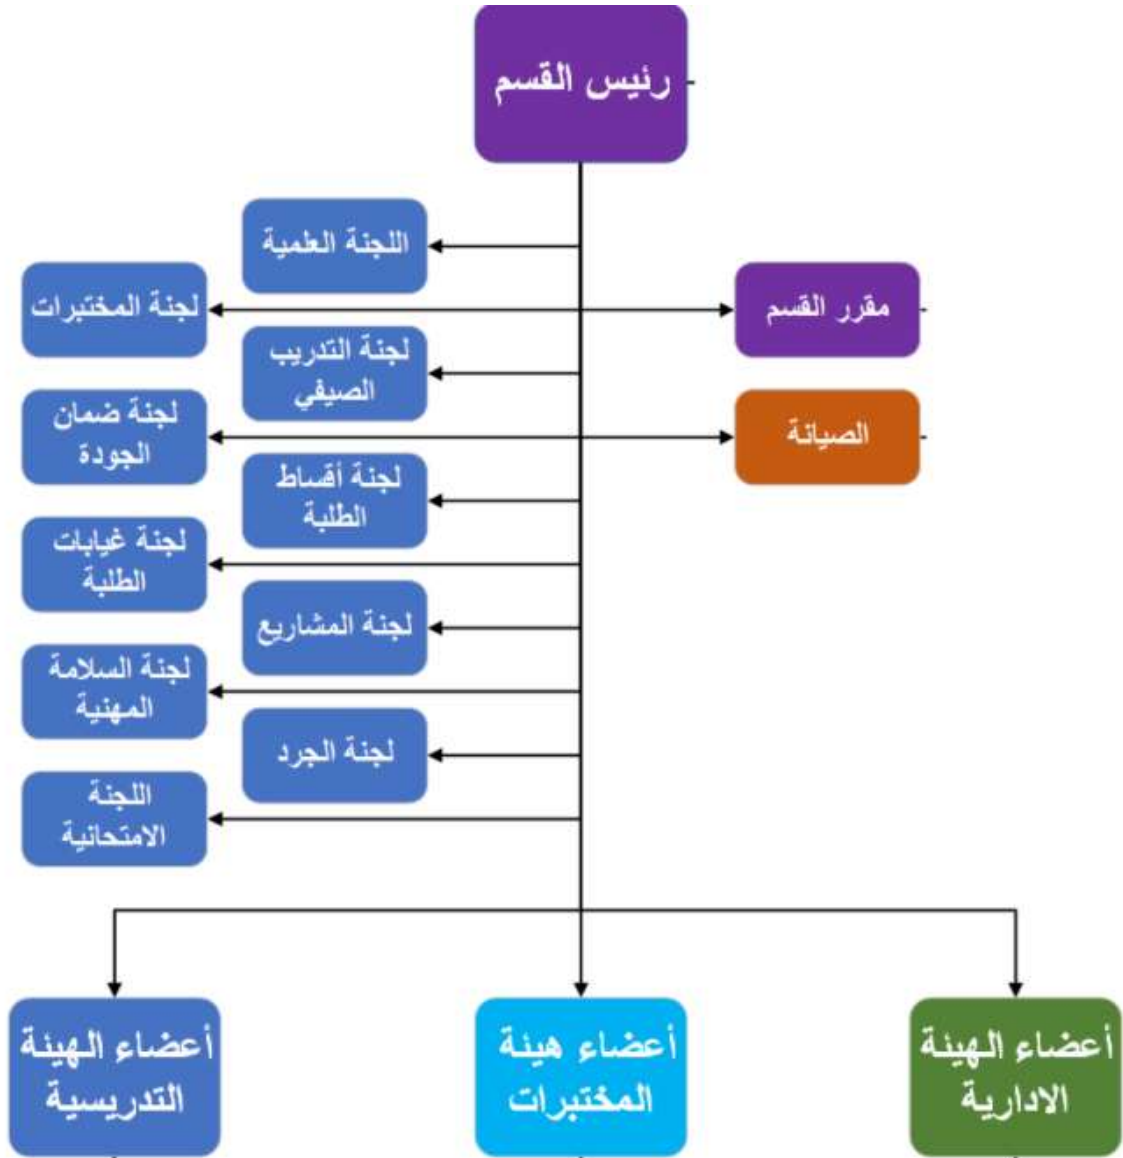 رئيس القسم
اللجنة العلمية
مقرر القسم
لجنة المختبرات
لجنة التدريب
الصيفي
الصيانة
لجنة ضمان
الجودة
لجنة أقساط
الطلبة
لجنة غيابات
الطلبة
لجنة المشاريع
لجنة السلامة
المهنية
لجنة الجرد
اللجنة
الامتحانية
أعضاء الهيئة
الادارية
أعضاء هيئة
المختبرات
أعضاء الهيئة
التدريسية